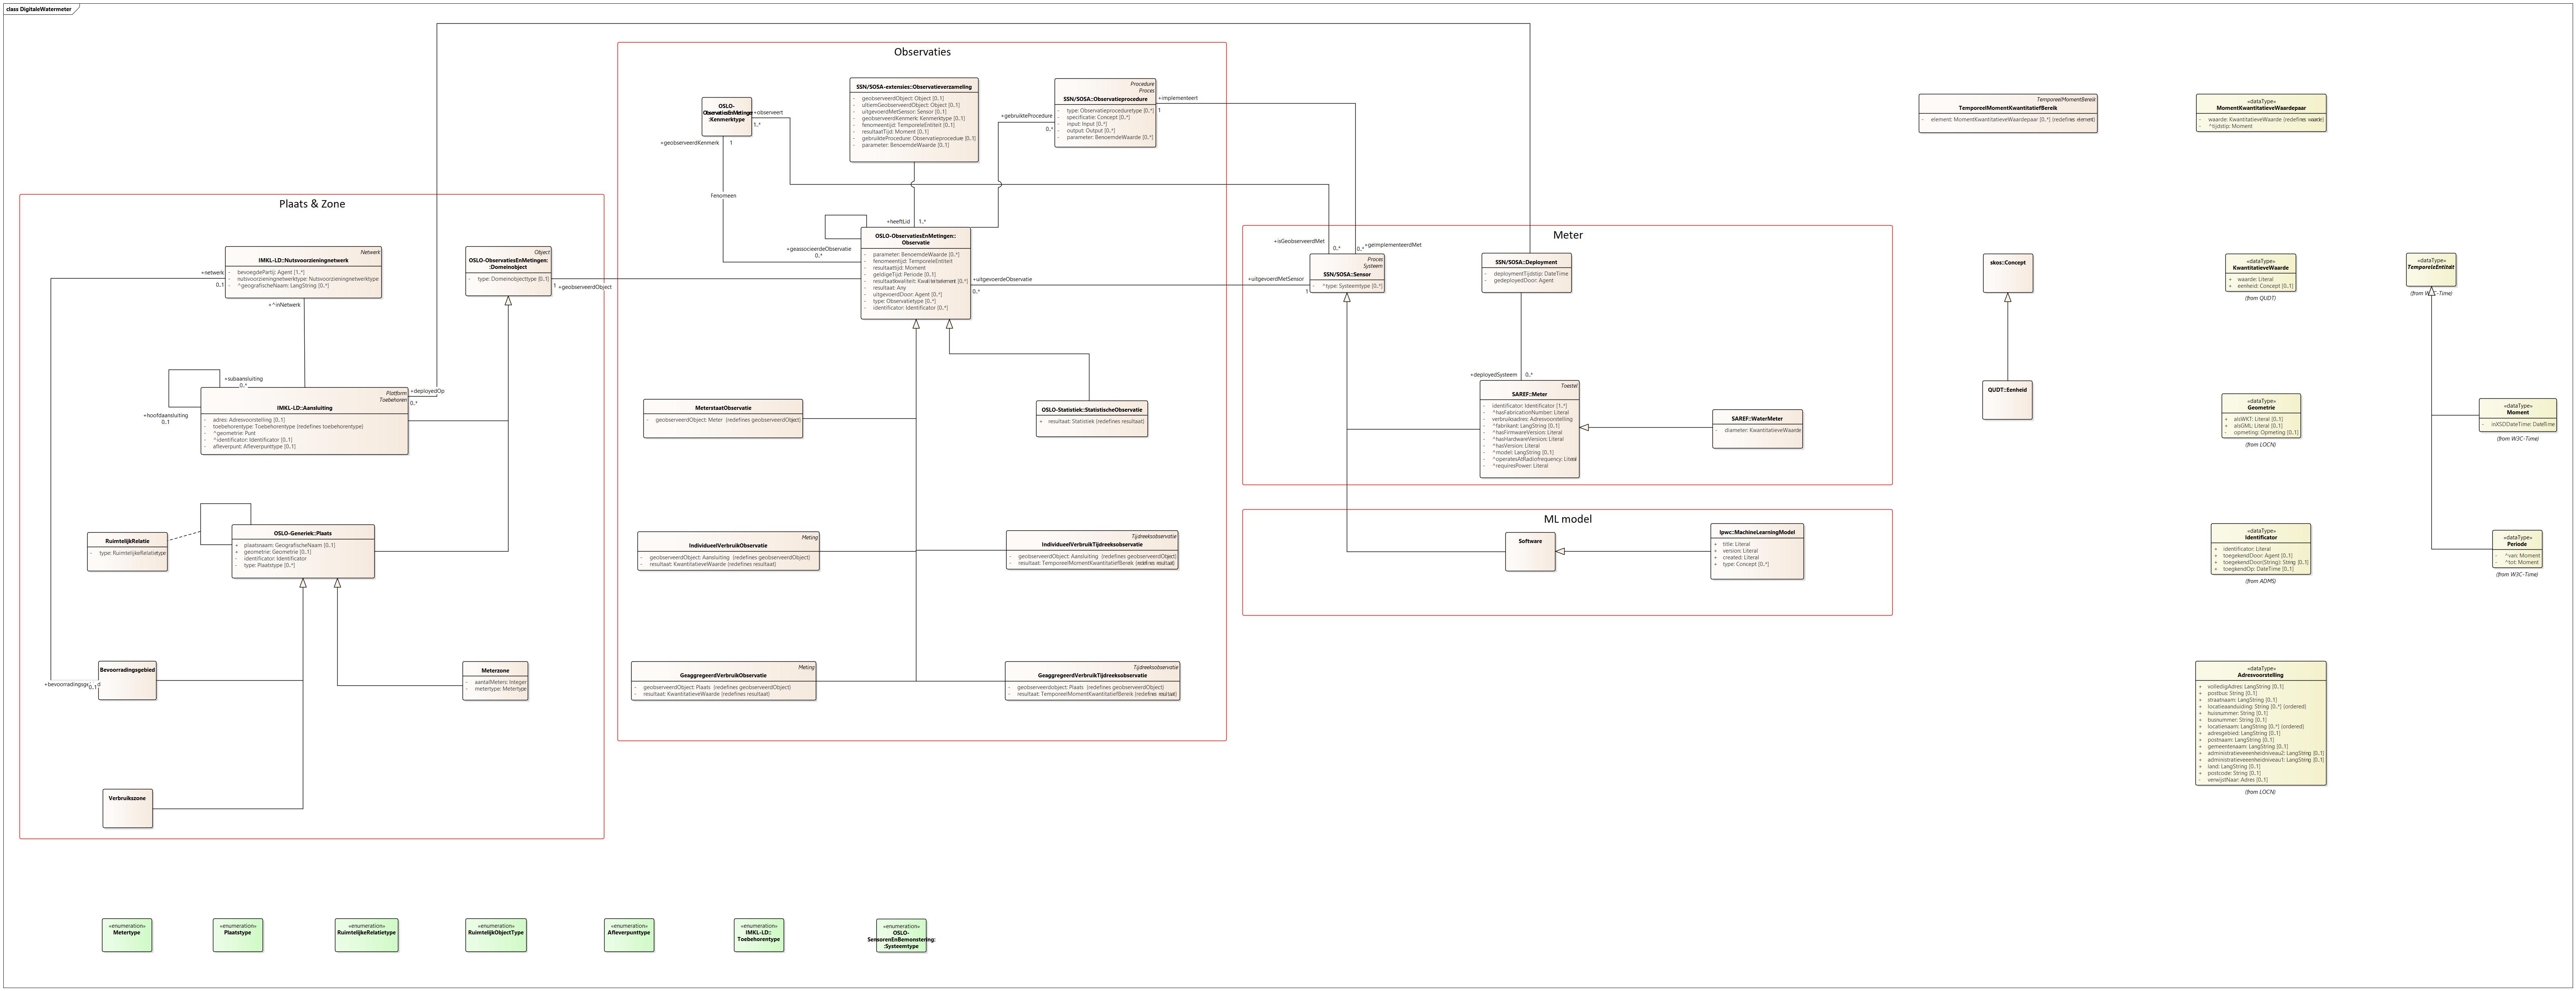 class DigitaleWatermeter
Observaties
OSLO-
:Kenmerktype
+observeert
1..*
+geobserveerdKenmerk
1
Fenomeen
SSN/SOSA-extensies::Observatieverzameling
- geobserveerdObject: Object [0..1]
- ultiemGeobserveerdObject: Object [0..1]
- uitgevoerdMetSensor: Sensor [0..1]
- geobserveerdKenmerk: Kenmerktype [0..1]
- fenomeentijd: TemporeleEntiteit [0..1]
- resultaatTijd: Moment [0..1]
- gebruikteProcedure: Observatieprocedure [0..1]
- parameter: BenoemdeWaarde [0..*]
+gebruikteProcedure
0..*
Procedure
Proces
SSN/SOSA::Observatieprocedure
- type: Observatieproceduretype [0..*]
- specificatie: Concept [0..*]
- input: Input [0..*]
- output: Output [0..*]
- parameter: BenoemdeWaarde [0..*]
+implementeert
1
+heeftLid
1..*
+geassocieerdeObservatie
0..*
OSLO-ObservatiesEnMetingen::
Observatie
- parameter: BenoemdeWaarde [0..*]
- fenomeentijd: TemporeleEntiteit
- resultaattijd: Moment
- geldigeTijd: Periode [0..1]
- resultaatkwaliteit: Kwaliteitselement [0..*]
- resultaat: Any
- uitgevoerdDoor: Agent [0..*]
- type: Observatietype [0..*]
- identificator: Identificator [0..*]
+uitgevoerdeObservatie
0..*
MeterstaatObservatie
- geobserveerdObject: Meter {redefines geobserveerdObject}
OSLO-Statistiek::StatistischeObservatie
+ resultaat: Statistiek {redefines resultaat}
Meting
IndividueelVerbruikObservatie
- geobserveerdObject: Aansluiting {redefines geobserveerdObject}
- resultaat: KwantitatieveWaarde {redefines resultaat}
Tijdreeksobservatie
IndividueelVerbruikTijdreeksobservatie
- geobserveerdObject: Aansluiting {redefines geobserveerdObject}
- resultaat: TemporeelMomentKwantitatiefBereik {redefines resultaat}
Meting
GeaggregeerdVerbruikObservatie
- geobserveerdObject: Plaats {redefines geobserveerdObject}
- resultaat: KwantitatieveWaarde {redefines resultaat}
Tijdreeksobservatie
GeaggregeerdVerbruikTijdreeksobservatie
- geobserveerdobject: Plaats {redefines geobserveerdObject}
- resultaat: TemporeelMomentKwantitatiefBereik {redefines resultaat}
Plaats & Zone
Netwerk
IMKL-LD::Nutsvoorzieningnetwerk
- bevoegdePartij: Agent [1..*]
- nutsvoorzieningnetwerktype: Nutsvoorzieningnetwerktype
- ^geografischeNaam: LangString [0..*]
+netwerk
0..1
+^inNetwerk
Object
OSLO-ObservatiesEnMetingen:
:Domeinobject
- type: Domeinobjecttype [0..1]
1
+geobserveerdObject
+subaansluiting
0..*
+hoofdaansluiting
0..1
Platform
Toebehoren
IMKL-LD::Aansluiting
- adres: Adresvoorstelling [0..1]
- toebehorentype: Toebehorentype {redefines toebehorentype}
- ^geometrie: Punt
- ^identificator: Identificator [0..1]
- afleverpunt: Afleverpunttype [0..1]
+deployedOp
0..*
RuimtelijkRelatie
- type: RuimtelijkeRelatietype
OSLO-Generiek::Plaats
+ plaatsnaam: GeografischeNaam [0..1]
+ geometrie: Geometrie [0..1]
- identificator: Identificator
- type: Plaatstype [0..*]
Bevoorradingsgebied
0..1
Meterzone
- aantalMeters: Integer
- metertype: Metertype
Verbruikszone
Meter
+isGeobserveerdMet
0..*
+geïmplementeerdMet
0..*
+uitgevoerdMetSensor
1
Proces
Systeem
SSN/SOSA::Sensor
- ^type: Systeemtype [0..*]
SSN/SOSA::Deployment
- deploymentTijdstip: DateTime
- gedeployedDoor: Agent
+deployedSysteem
0..*
Toestel
SAREF::Meter
- identificator: Identificator [1..*]
- ^hasFabricationNumber: Literal
- verbruiksadres: Adresvoorstelling
- ^fabrikant: LangString [0..1]
- ^hasFirmwareVersion: Literal
- ^hasHardwareVersion: Literal
- ^hasVersion: Literal
- ^model: LangString [0..1]
- ^operatesAtRadiofrequency: Literal
- ^requiresPower: Literal
SAREF::WaterMeter
- diameter: KwantitatieveWaarde
ML model
Software
lpwc::MachineLearningModel
+ title: Literal
+ version: Literal
+ created: Literal
+ type: Concept [0..*]
TemporeelMomentBereik
TemporeelMomentKwantitatiefBereik
- element: MomentKwantitatieveWaardepaar [0..*] {redefines element}
«dataType»
MomentKwantitatieveWaardepaar
- waarde: KwantitatieveWaarde {redefines waarde}
- ^tijdstip: Moment
skos::Concept
QUDT::Eenheid
«dataType»
KwantitatieveWaarde
+ waarde: Literal
+ eenheid: Concept [0..1]
(from QUDT)
«dataType»
TemporeleEntiteit
«dataType»
Geometrie
+ alsWKT: Literal [0..1]
+ alsGML: Literal [0..1]
- opmeting: Opmeting [0..1]
(from LOCN)
«dataType»
Moment
- inXSDDateTime: DateTime
(from W3C-Time)
«dataType»
Identificator
+ identificator: Literal
+ toegekendDoor: Agent [0..1]
+ toegekendDoor(String): String [0..1]
+ toegkendOp: DateTime [0..1]
(from ADMS)
«dataType»
Periode
- ^van: Moment
- ^tot: Moment
(from W3C-Time)
«dataType»
Adresvoorstelling
+ volledigAdres: LangString [0..1]
+ postbus: String [0..1]
+ straatnaam: LangString [0..1]
+ locatieaanduiding: String [0..*] {ordered}
+ huisnummer: String [0..1]
+ busnummer: String [0..1]
+ locatienaam: LangString [0..*] {ordered}
+ adresgebied: LangString [0..1]
+ postnaam: LangString [0..1]
+ gemeentenaam: LangString [0..1]
+ administratieveeenheidniveau2: LangString [0..1]
+ administratieveeenheidniveau1: LangString [0..1]
+ land: LangString [0..1]
+ postcode: String [0..1]
- verwijstNaar: Adres [0..1]
(from LOCN)
«enumeration»
Metertype
«enumeration»
Plaatstype
«enumeration»
RuimtelijkeRelatietype
«enumeration»
RuimtelijkObjectType
«enumeration»
Afleverpunttype
«enumeration»
IMKL-LD::
Toebehorentype
«enumeration»
OSLO-
SensorenEnBemonstering:
:Systeemtype